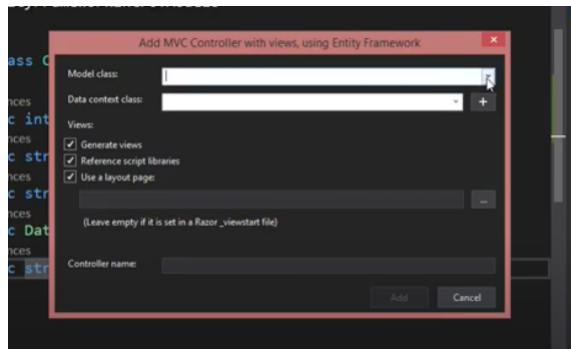 ass C
Add MVC Controller with views, using Entity Framework
Model class:
nces
Data context class:
+
c int
Views:
nces
Generate views
c str
Reference script libraries
nces
Use a layout page:
c str
...
nces
(Leave empty if it is set in a Razor _viewstart file)
c Dat
nces
c str
Controller name:
Add
Cancel